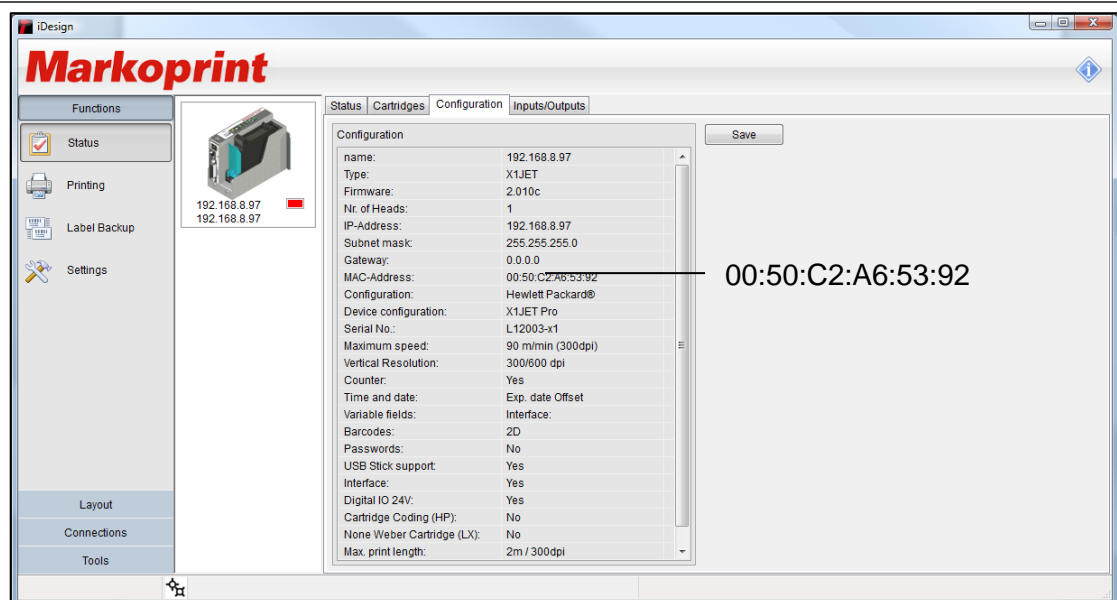 iDesign
Markoprint
Functions
Status
Printing
Label Backup
Settings
Layout
Connections
Tools
192.168.8.97
192.168.8.97
Status Cartridges Configuration Inputs/Outputs
Configuration
name: 192.168.8.97
Type: X1JET
Firmware: 2.010c
Nr. of Heads: 1
IP-Address: 192.168.8.97
Subnet mask: 255.255.255.0
Gateway: 0.0.0.0
MAC-Address: 00:50:C2:A6:53:92
Configuration: Hewlett Packard®
Device configuration: X1JET Pro
Serial No.: L12003-x1
Maximum speed: 90 m/min (300dpi)
Vertical Resolution: 300/600 dpi
Counter: Yes
Time and date: Exp. date Offset
Variable fields: Interface:
Barcodes: 2D
Passwords: No
USB Stick support: Yes
Interface: Yes
Digital IO 24V: Yes
Cartridge Coding (HP): No
None Weber Cartridge (LX): No
Max. print length: 2m / 300dpi
Save
00:50:C2:A6:53:92